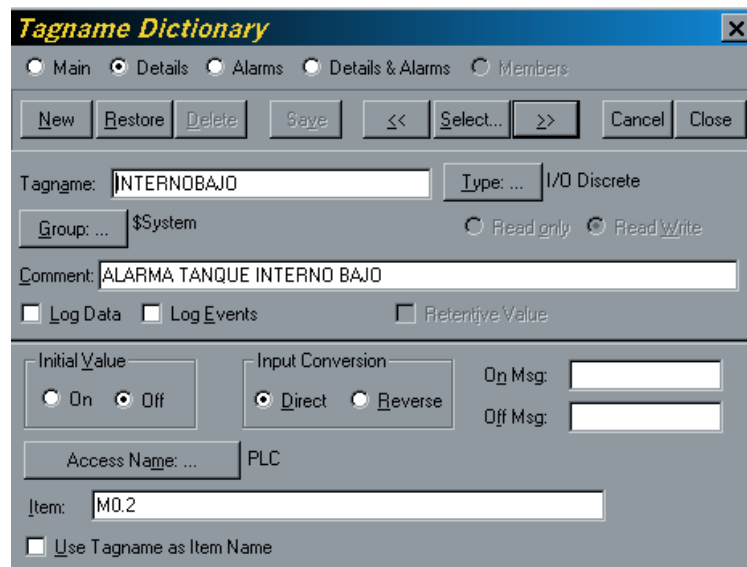 Tagname Dictionary
Main Details Alarms Details & Alarms Members
New Restore Delete Save << Select... >> Cancel Close
Tagname: INTERNOBAJO Type: ... I/O Discrete
Group: ... $System Read only Read Write
Comment: ALARMA TANQUE INTERNO BAJO
Log Data Log Events Retentive Value
Initial Value Input Conversion On Msg:
On Off Direct Reverse Off Msg:
Access Name: ... PLC
Item: M0.2
Use Tagname as Item Name